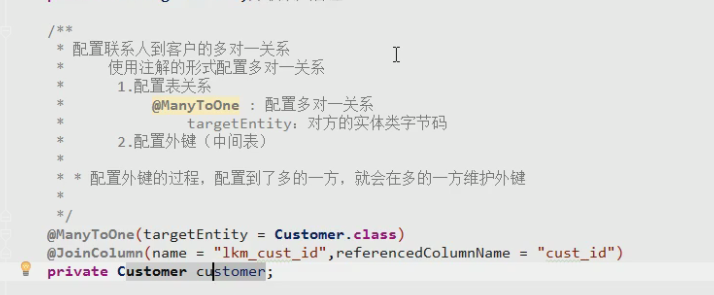 /**
* 配置联系人到客户的多对一关系
* 使用注解的形式配置多对一关系
* 1.配置表关系
* @ManyToOne : 配置多对一关系
* targetEntity: 对方的实体类字节码
* 2.配置外键（中间表）
*
* * 配置外键的过程，配置到了多的一方，就会在多的一方维护外键
*
*/
@ManyToOne(targetEntity = Customer.class)
@JoinColumn(name = "lkm_cust_id",referencedColumnName = "cust_id")
private Customer customer;